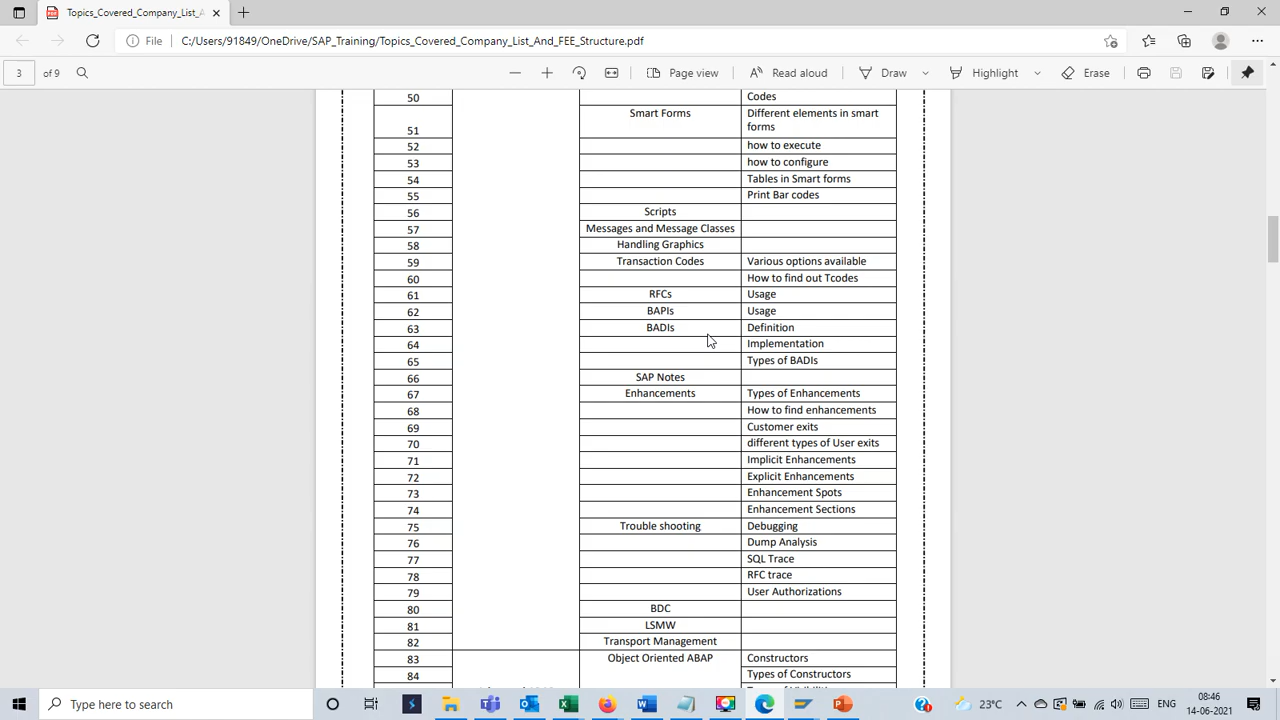 Topics_Covered_Company_List_A
File
C:/Users/91849/OneDrive/SAP_Training/Topics_Covered_Company_List_And_FEE_Structure.pdf
3 of 9 Page view Read aloud Draw Highlight Erase
50 Codes
51 Smart Forms Different elements in smart
forms
52 how to execute
53 how to configure
54 Tables in Smart forms
55 Print Bar codes
56 Scripts
57 Messages and Message Classes
58 Handling Graphics
59 Transaction Codes Various options available
60 How to find out Tcodes
61 RFCs Usage
62 BAPIs Usage
63 BADIs Definition
64 Implementation
65 Types of BADIs
66 SAP Notes
67 Enhancements Types of Enhancements
68 How to find enhancements
69 Customer exits
70 different types of User exits
71 Implicit Enhancements
72 Explicit Enhancements
73 Enhancement Spots
74 Enhancement Sections
75 Trouble shooting Debugging
76 Dump Analysis
77 SQL Trace
78 RFC trace
79 User Authorizations
80 BDC
81 LSMW
82 Transport Management
83 Object Oriented ABAP Constructors
84 Types of Constructors
Type here to search
23°C ENG 08:46
14-06-2021